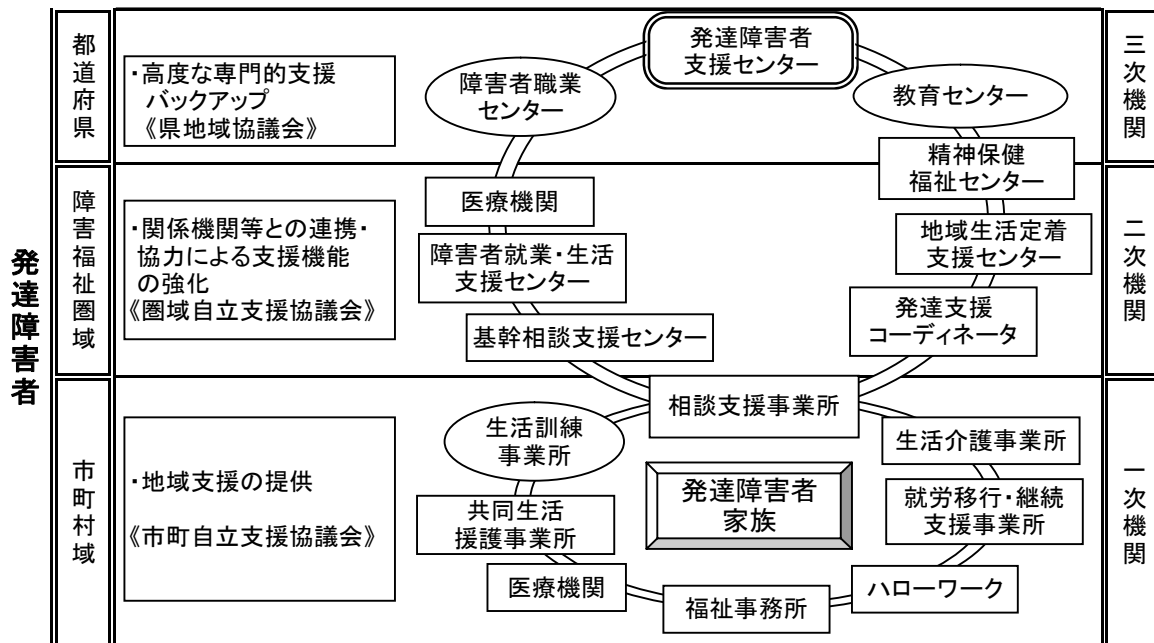 発達障害者
都道府県
・高度な専門的支援
バックアップ
《県地域協議会》
発達障害者
支援センター
障害者職業
センター
教育センター
精神保健
福祉センター
三次機関
障害福祉圏域
・関係機関等との連携・
協力による支援機能
の強化
《圏域自立支援協議会》
医療機関
障害者就業・生活
支援センター
基幹相談支援センター
地域生活定着
支援センター
発達支援
コーディネータ
二次機関
市町村域
・地域支援の提供
《市町自立支援協議会》
相談支援事業所
生活訓練
事業所
生活介護事業所
発達障害者
家族
共同生活
援護事業所
就労移行・継続
支援事業所
医療機関
福祉事務所
ハローワーク
一次機関